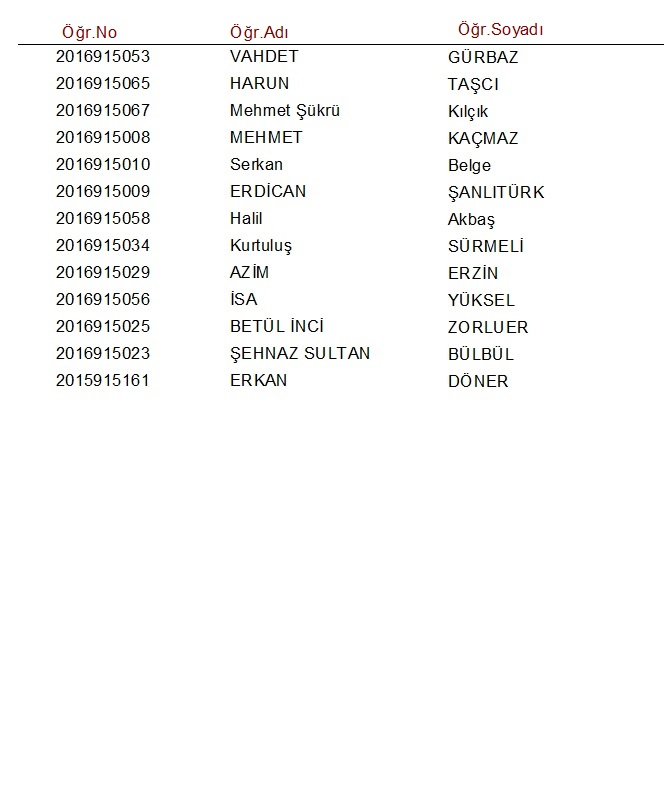 Öğr.No Öğr.Adı Öğr.Soyadı
2016915053 VAHDET GÜRBAZ
2016915065 HARUN TAŞCI
2016915067 Mehmet Şükrü Kılçık
2016915008 MEHMET KAÇMAZ
2016915010 Serkan Belge
2016915009 ERDİCAN ŞANLITÜRK
2016915058 Halil Akbaş
2016915034 Kurtuluş SÜRMELİ
2016915029 AZİM ERZİN
2016915056 İSA YÜKSEL
2016915025 BETÜL İNCİ ZORLUER
2016915023 ŞEHNAZ SULTAN BÜLBÜL
2015915161 ERKAN DÖNER